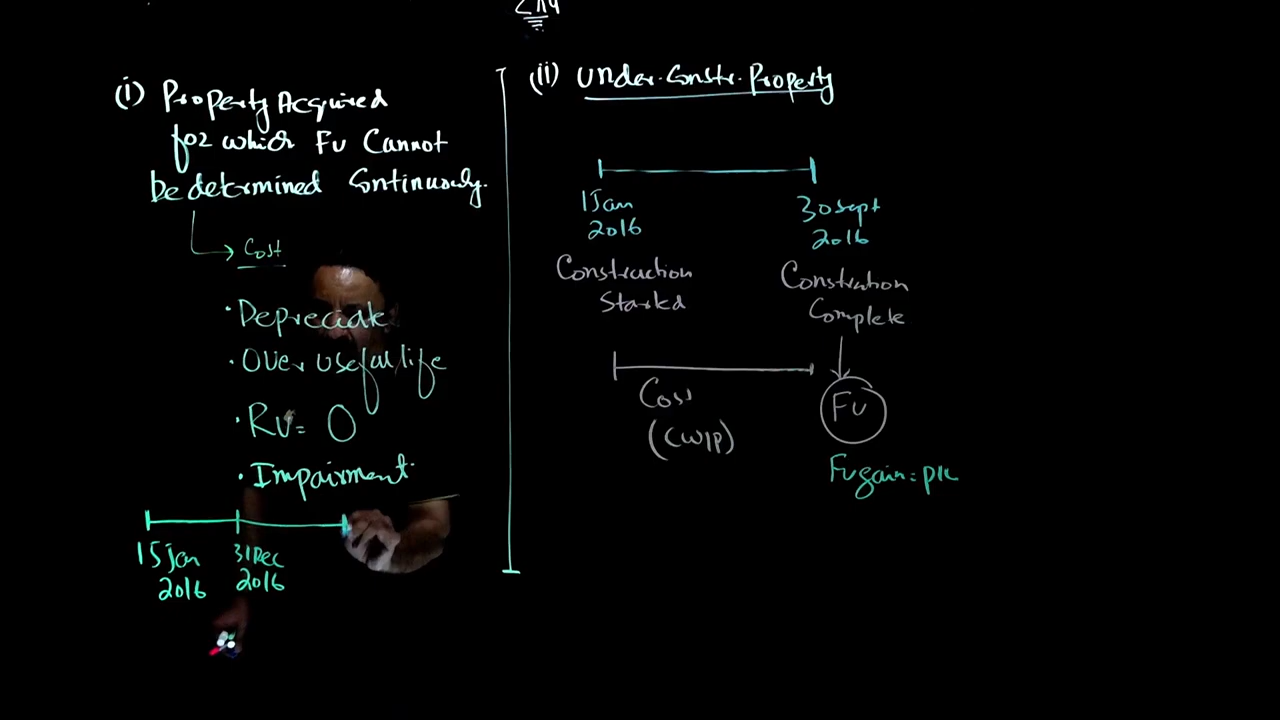 (i) Property Acquired
for which Fv Cannot
be determined Continuously.
Cost
· Depreciate
· Over useful life
· RV= 0
· Impairment.
15 Jan
2016
31 Dec
2016
(ii) Under.Constr.Property
1 Jan
2016
30 Sept
2016
Construction
Started
Constration
Complete
Cost
(CWIP)
Fv
Fv gain = P/L